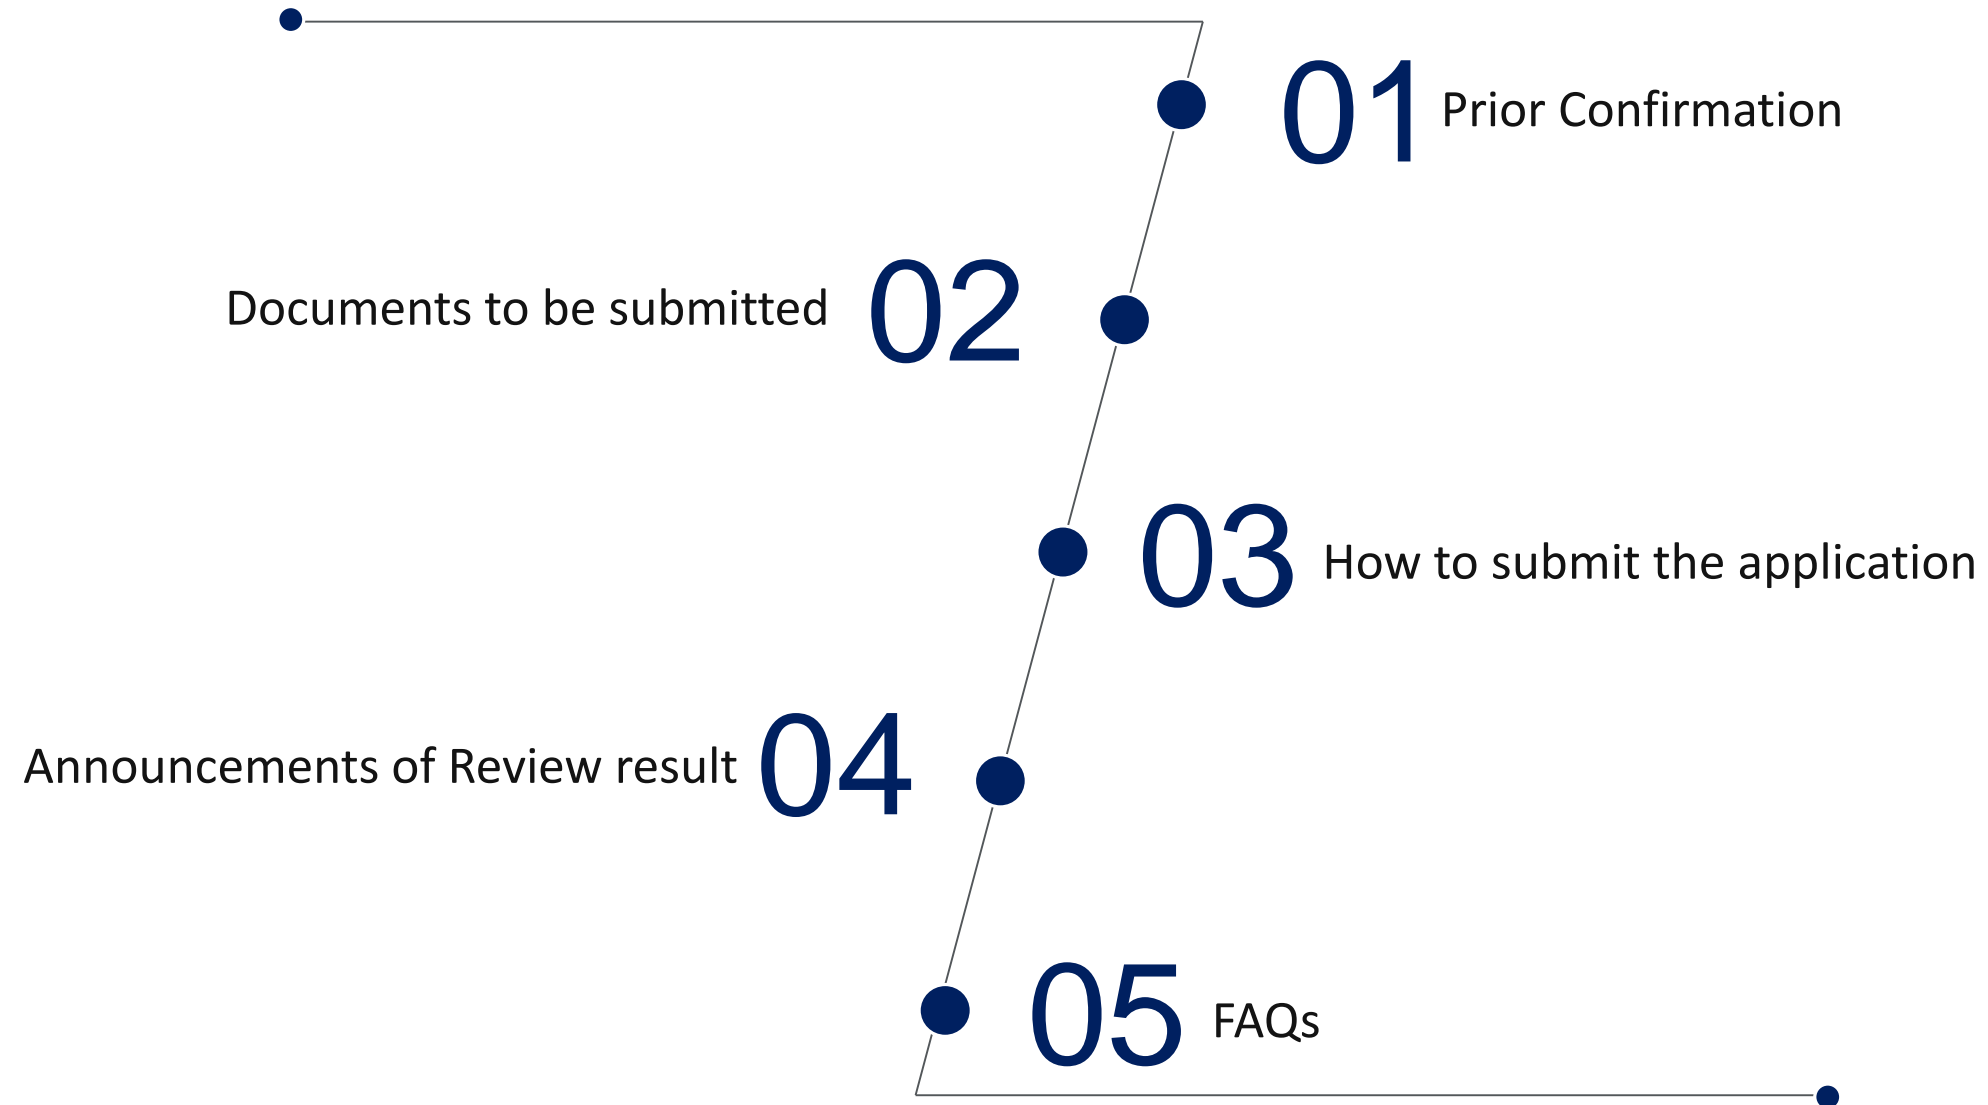 01 Prior Confirmation
Documents to be submitted 02
03 How to submit the application
Announcements of Review result 04
05 FAQs